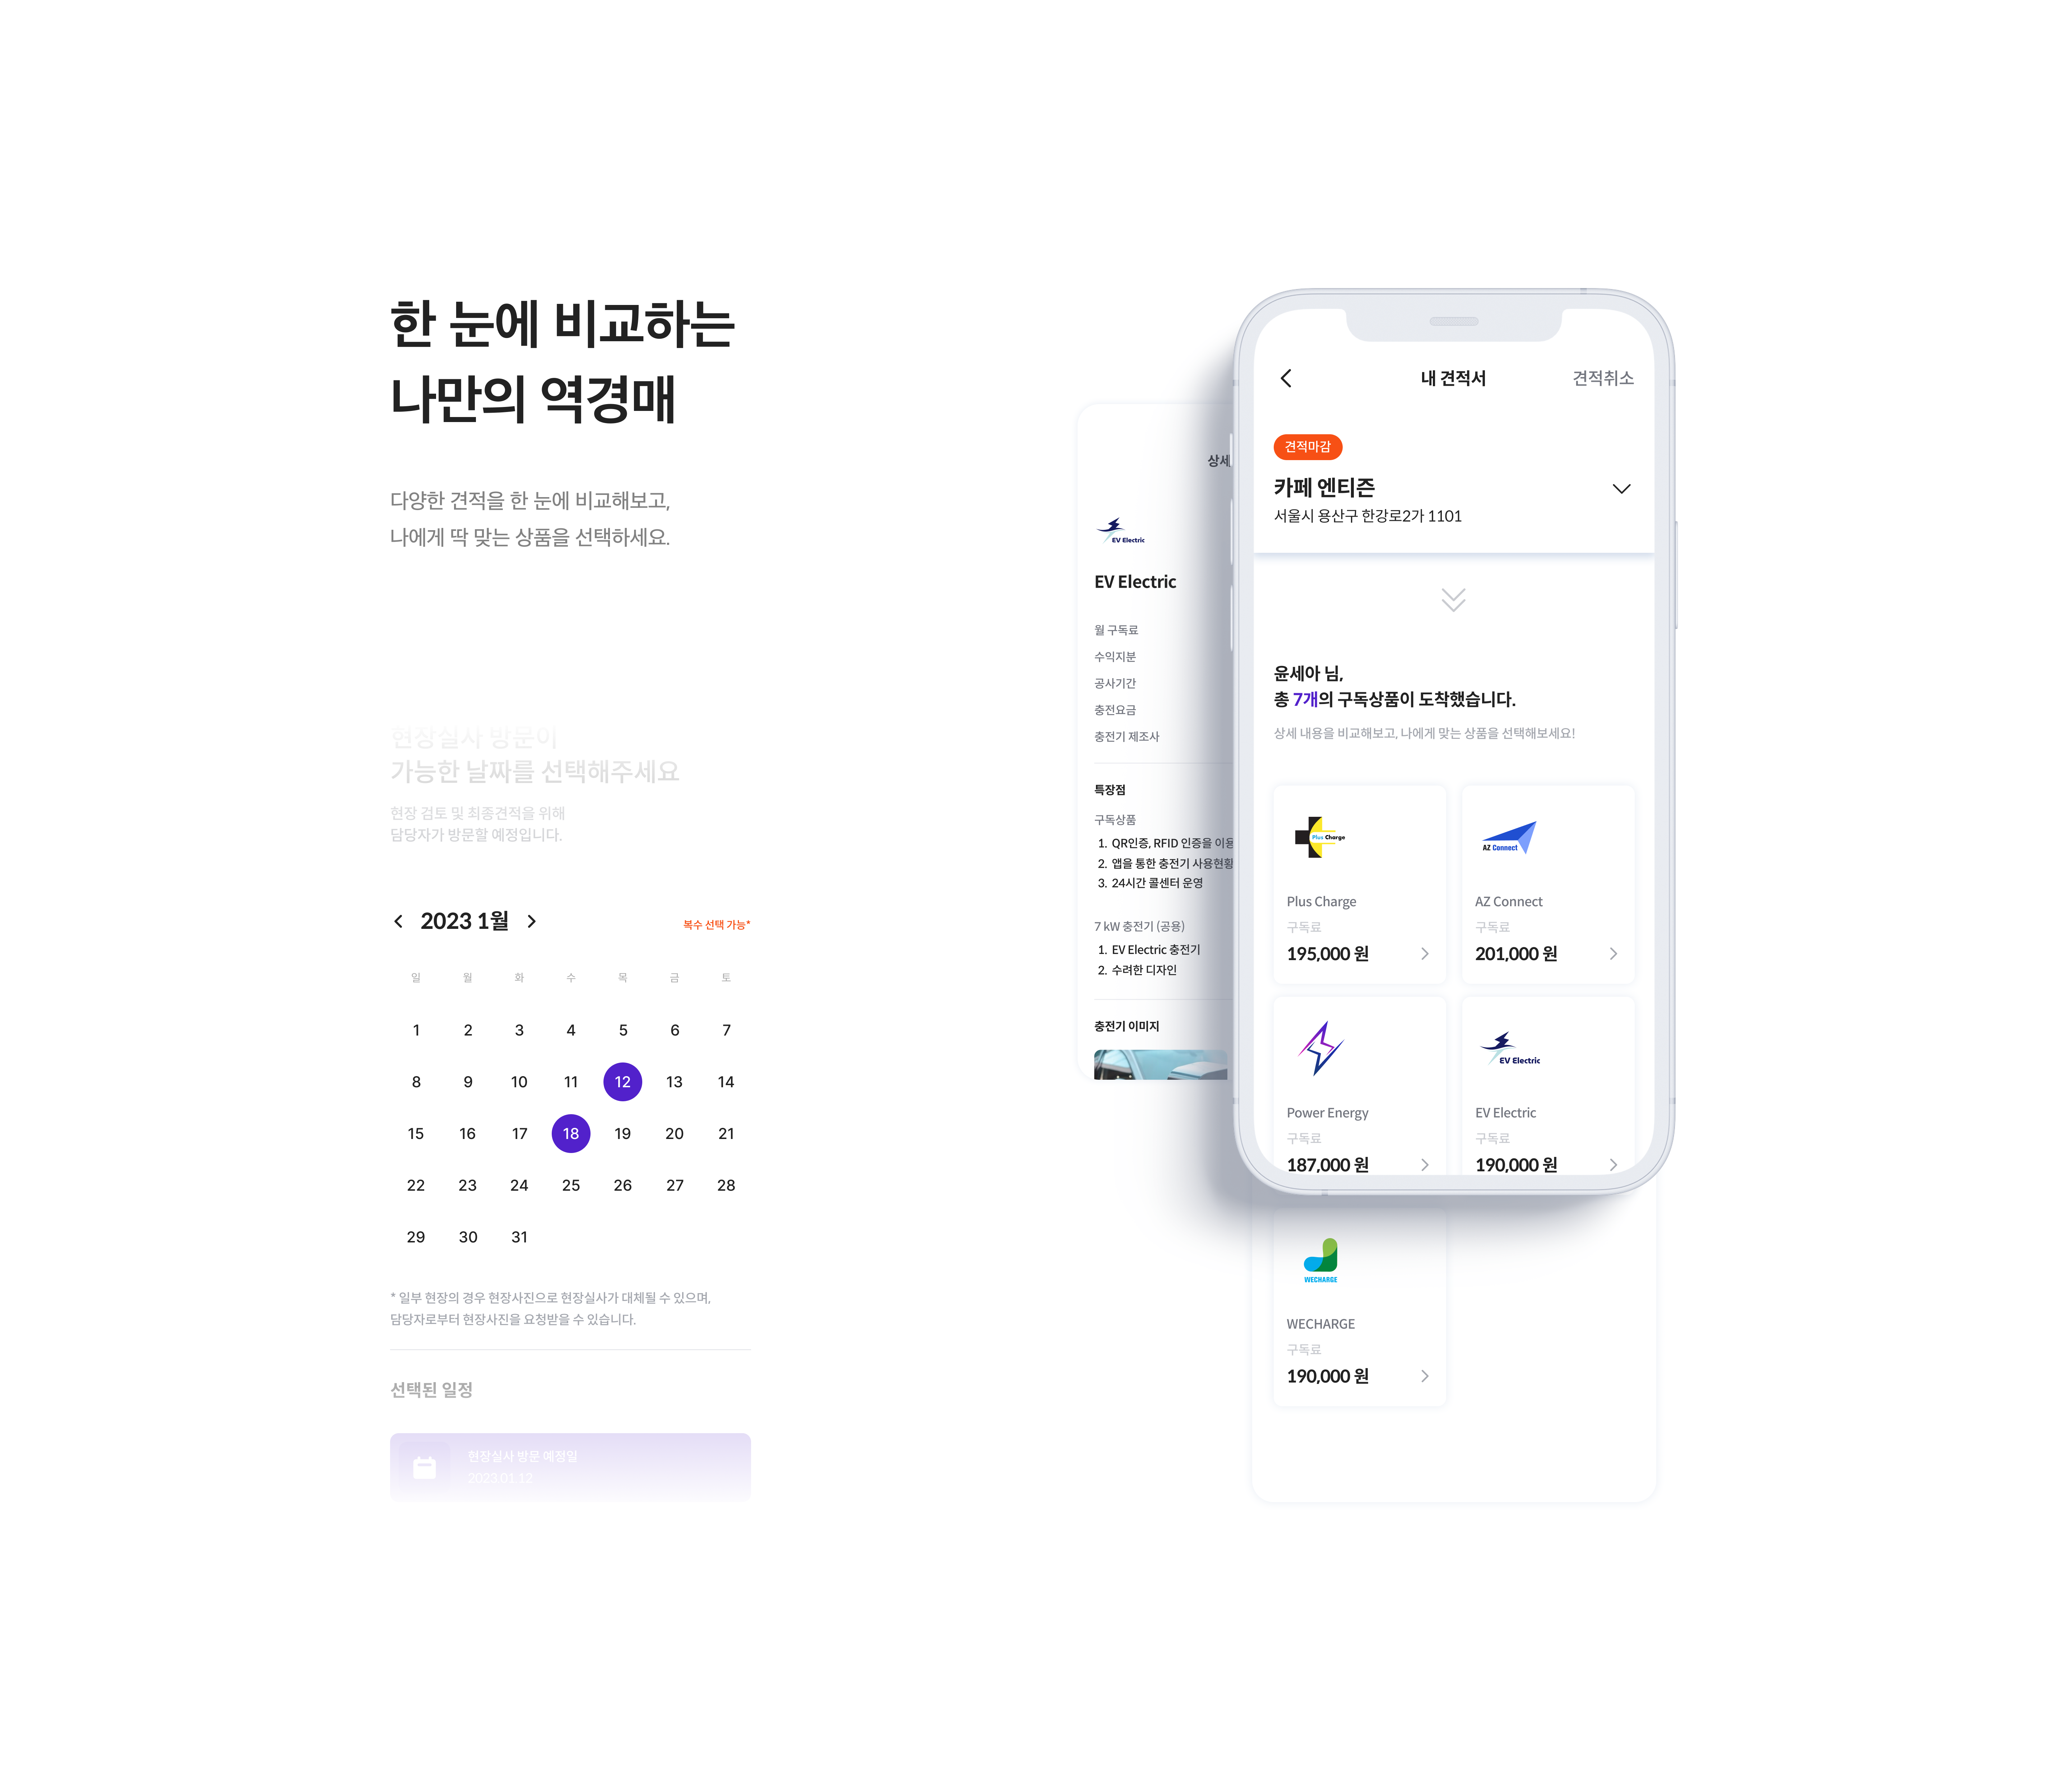 한 눈에 비교하는
나만의 역경매
다양한 견적을 한 눈에 비교해보고,
나에게 딱 맞는 상품을 선택하세요.
현장실사 방문이
가능한 날짜를 선택해주세요
현장 검토 및 최종견적을 위해
담당자가 방문할 예정입니다.
2023 1월
복수 선택 가능*
일 월 화 수 목 금 토
1 2 3 4 5 6 7
8 9 10 11 12 13 14
15 16 17 18 19 20 21
22 23 24 25 26 27 28
29 30 31
* 일부 현장의 경우 현장사진으로 현장실사가 대체될 수 있으며,
담당자로부터 현장사진을 요청받을 수 있습니다.
선택된 일정
현장실사 방문 예정일
2023.01.12
상세
EV Electric
EV Electric
월 구독료
수익지분
공사기간
충전요금
충전기 제조사
특장점
구독상품
1. QR인증, RFID 인증을 이용
2. 앱을 통한 충전기 사용현황
3. 24시간 콜센터 운영
7 kW 충전기 (공용)
1. EV Electric 충전기
2. 수려한 디자인
충전기 이미지
내 견적서
견적취소
견적마감
카페 엔티즌
서울시 용산구 한강로2가 1101
윤세아 님,
총 7개의 구독상품이 도착했습니다.
상세 내용을 비교해보고, 나에게 맞는 상품을 선택해보세요!
Plus Charge
Plus Charge
구독료
195,000 원
AZ Connect
AZ Connect
구독료
201,000 원
Power Energy
구독료
187,000 원
EV Electric
EV Electric
구독료
190,000 원
WECHARGE
WECHARGE
구독료
190,000 원